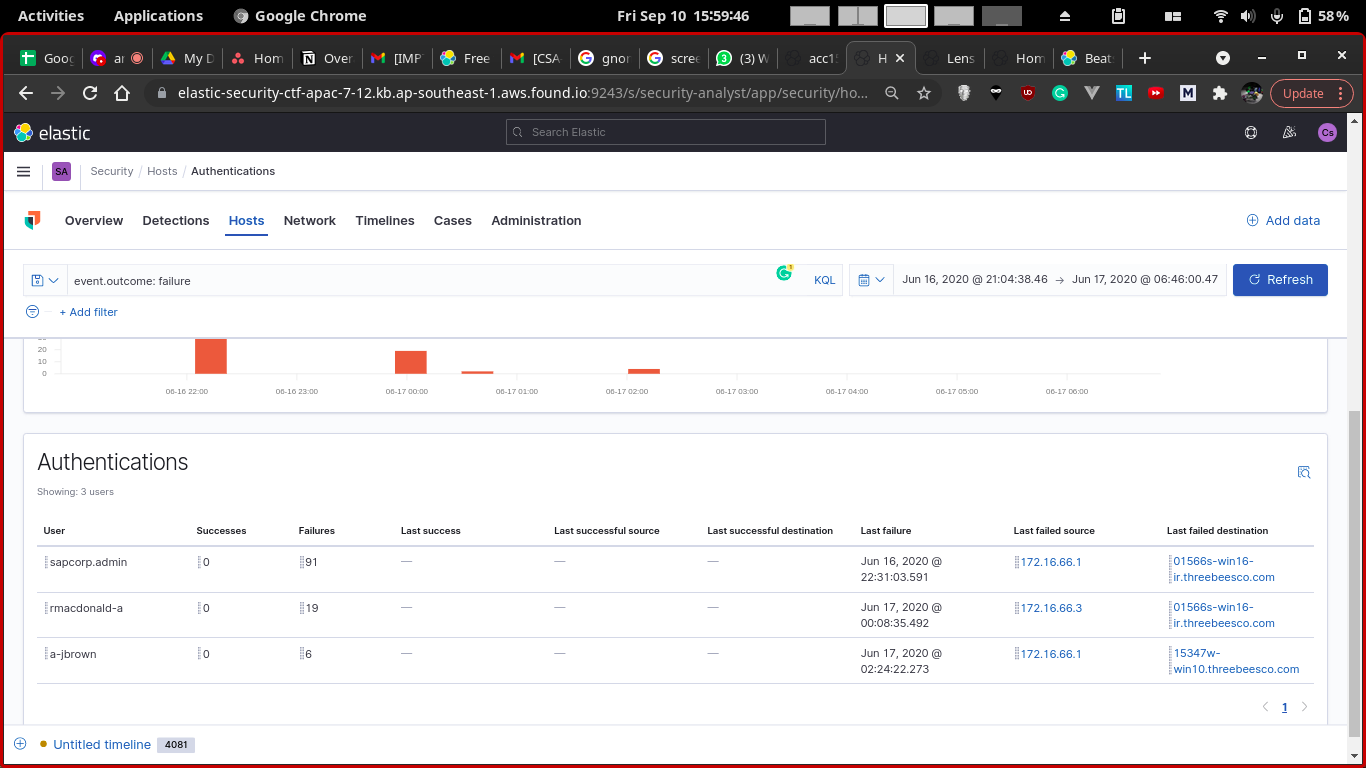 Activities Applications Google Chrome Fri Sep 10 15:59:46 58%
Goog ar My D Hom Over [IMP Free [CSA- gnor scree (3) W acc15 H Lens Hom Beat
elastic-security-ctf-apac-7-12.kb.ap-southeast-1.aws.found.io:9243/s/security-analyst/app/security/ho... Update
elastic Search Elastic Cs
SA Security / Hosts / Authentications
Overview Detections Hosts Network Timelines Cases Administration Add data
event.outcome: failure KQL Jun 16, 2020 @ 21:04:38.46 → Jun 17, 2020 @ 06:46:00.47 Refresh
+ Add filter
20
10
0
06-16 22:00 06-16 23:00 06-17 00:00 06-17 01:00 06-17 02:00 06-17 03:00 06-17 04:00 06-17 05:00 06-17 06:00
Authentications
Showing: 3 users
User Successes Failures Last success Last successful source Last successful destination Last failure Last failed source Last failed destination
sapcorp.admin 0 91 — — — Jun 16, 2020 @ 22:31:03.591 172.16.66.1 01566s-win16-ir.threebeesco.com
rmacdonald-a 0 19 — — — Jun 17, 2020 @ 00:08:35.492 172.16.66.3 01566s-win16-ir.threebeesco.com
a-jbrown 0 6 — — — Jun 17, 2020 @ 02:24:22.273 172.16.66.1 15347w-win10.threebeesco.com
1
Untitled timeline 4081